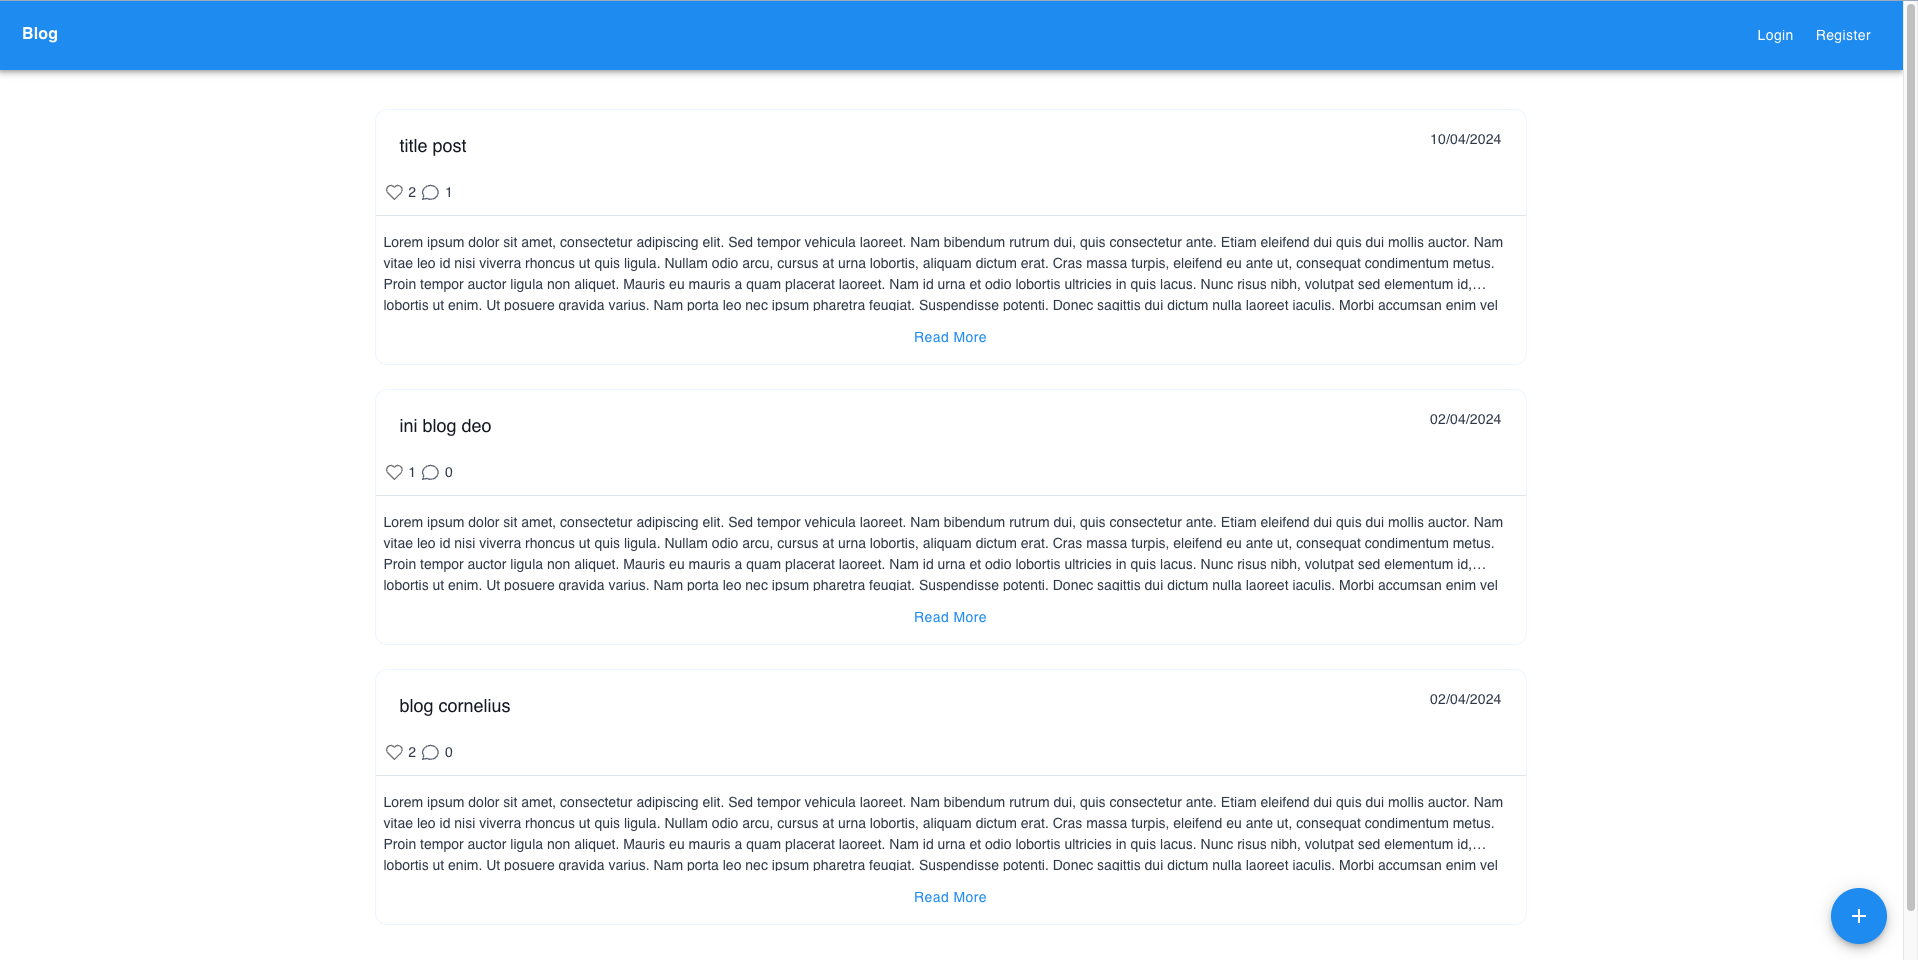 Blog
Login Register
title post
10/04/2024
2 1
Lorem ipsum dolor sit amet, consectetur adipiscing elit. Sed tempor vehicula laoreet. Nam bibendum rutrum dui, quis consectetur ante. Etiam eleifend dui quis dui mollis auctor. Nam
vitae leo id nisi viverra rhoncus ut quis ligula. Nullam odio arcu, cursus at urna lobortis, aliquam dictum erat. Cras massa turpis, eleifend eu ante ut, consequat condimentum metus.
Proin tempor auctor ligula non aliquet. Mauris eu mauris a quam placerat laoreet. Nam id urna et odio lobortis ultricies in quis lacus. Nunc risus nibh, volutpat sed elementum id,…
lobortis ut enim. Ut posuere gravida varius. Nam porta leo nec ipsum pharetra feugiat. Suspendisse potenti. Donec sagittis dui dictum nulla laoreet iaculis. Morbi accumsan enim vel
Read More
ini blog deo
02/04/2024
1 0
Lorem ipsum dolor sit amet, consectetur adipiscing elit. Sed tempor vehicula laoreet. Nam bibendum rutrum dui, quis consectetur ante. Etiam eleifend dui quis dui mollis auctor. Nam
vitae leo id nisi viverra rhoncus ut quis ligula. Nullam odio arcu, cursus at urna lobortis, aliquam dictum erat. Cras massa turpis, eleifend eu ante ut, consequat condimentum metus.
Proin tempor auctor ligula non aliquet. Mauris eu mauris a quam placerat laoreet. Nam id urna et odio lobortis ultricies in quis lacus. Nunc risus nibh, volutpat sed elementum id,…
lobortis ut enim. Ut posuere gravida varius. Nam porta leo nec ipsum pharetra feugiat. Suspendisse potenti. Donec sagittis dui dictum nulla laoreet iaculis. Morbi accumsan enim vel
Read More
blog cornelius
02/04/2024
2 0
Lorem ipsum dolor sit amet, consectetur adipiscing elit. Sed tempor vehicula laoreet. Nam bibendum rutrum dui, quis consectetur ante. Etiam eleifend dui quis dui mollis auctor. Nam
vitae leo id nisi viverra rhoncus ut quis ligula. Nullam odio arcu, cursus at urna lobortis, aliquam dictum erat. Cras massa turpis, eleifend eu ante ut, consequat condimentum metus.
Proin tempor auctor ligula non aliquet. Mauris eu mauris a quam placerat laoreet. Nam id urna et odio lobortis ultricies in quis lacus. Nunc risus nibh, volutpat sed elementum id,…
lobortis ut enim. Ut posuere gravida varius. Nam porta leo nec ipsum pharetra feugiat. Suspendisse potenti. Donec sagittis dui dictum nulla laoreet iaculis. Morbi accumsan enim vel
Read More
+